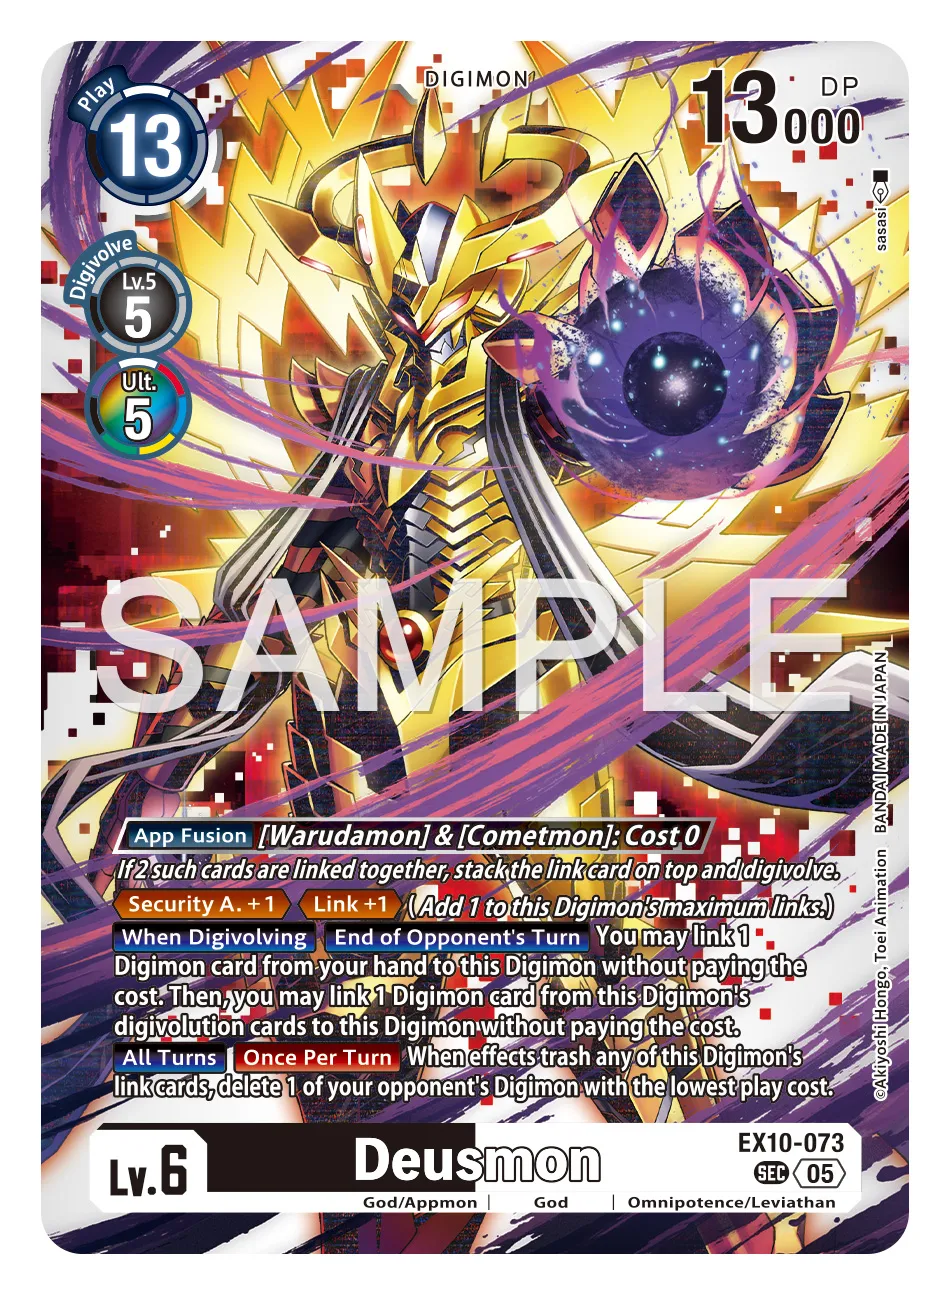 DIGIMON
Play
13
13000
DP
Digivolve
Lv.5
5
Ult.
5
sasasi
SAMPLE
App Fusion [Warudamon] & [Cometmon]: Cost 0
If 2 such cards are linked together, stack the link card on top and digivolve.
Security A. +1 Link +1 (Add 1 to this Digimon's maximum links.)
When Digivolving End of Opponent's Turn You may link 1
Digimon card from your hand to this Digimon without paying the
cost. Then, you may link 1 Digimon card from this Digimon's
digivolution cards to this Digimon without paying the cost.
All Turns Once Per Turn When effects trash any of this Digimon's
link cards, delete 1 of your opponent's Digimon with the lowest play cost.
©Akiyoshi Hongo, Toei Animation BANDAI MADE IN JAPAN
Lv.6
Deusmon
EX10-073
SEC 05
God/Appmon | God | Omnipotence/Leviathan